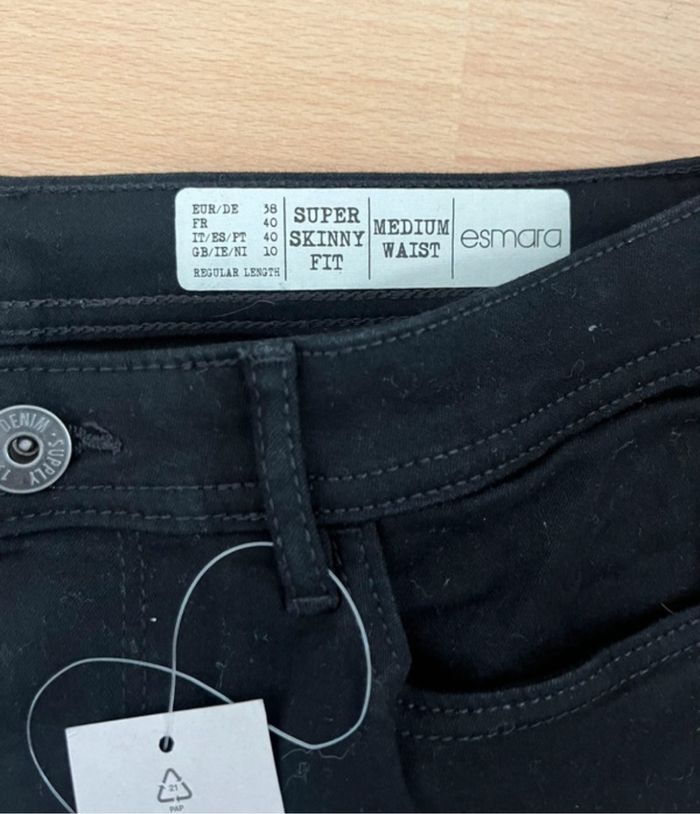 EUR/DE 38
FR 40
IT/ES/PT 40
GB/IE/NI 10
REGULAR LENGTH
SUPER
SKINNY
FIT
MEDIUM
WAIST
esmara
DENIM · SUPPLY
21
PAP